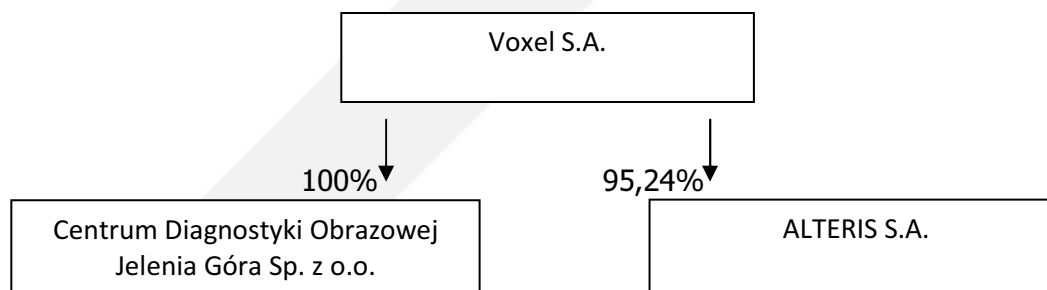 Voxel S.A.
100%
95,24%
Centrum Diagnostyki Obrazowej
Jelenia Góra Sp. z o.o.
ALTERIS S.A.